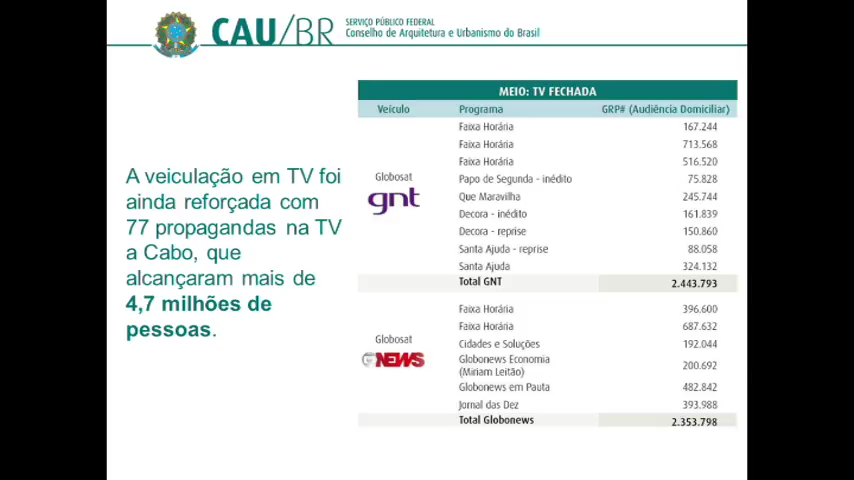 CAU/BR
SERVIÇO PÚBLICO FEDERAL
Conselho de Arquitetura e Urbanismo do Brasil
A veiculação em TV foi
ainda reforçada com
77 propagandas na TV
a Cabo, que
alcançaram mais de
4,7 milhões de
pessoas.
MEIO: TV FECHADA
Veículo Programa GRP# (Audiência Domiciliar)
Globosat
gnt
Faixa Horária 167.244
Faixa Horária 713.568
Faixa Horária 516.520
Papo de Segunda - inédito 75.828
Que Maravilha 245.744
Decora - inédito 161.839
Decora - reprise 150.860
Santa Ajuda - reprise 88.058
Santa Ajuda 324.132
Total GNT 2.443.793
Globosat
NEWS
Faixa Horária 396.600
Faixa Horária 687.632
Cidades e Soluções 192.044
Globonews Economia
(Miriam Leitão) 200.692
Globonews em Pauta 482.842
Jornal das Dez 393.988
Total Globonews 2.353.798